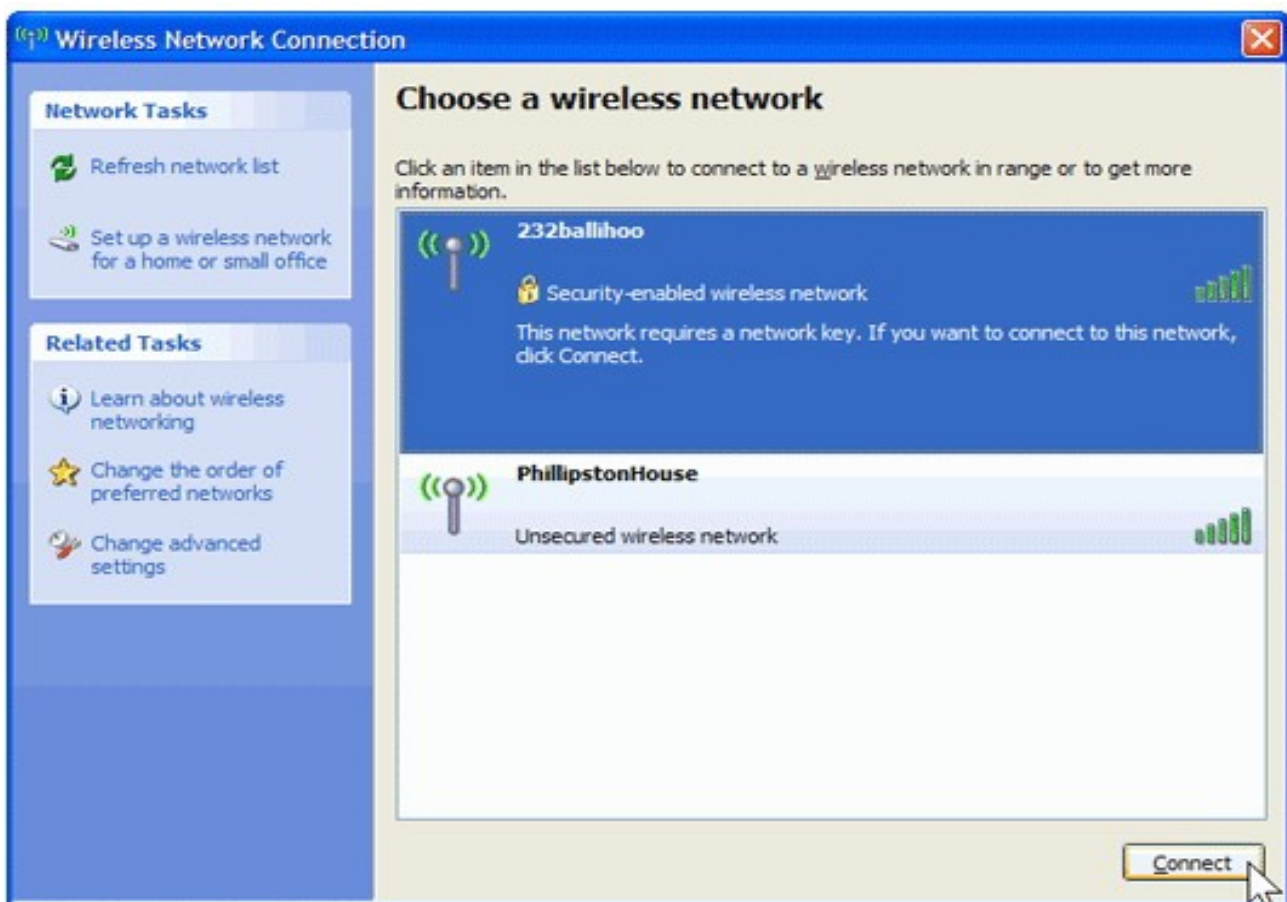 Wireless Network Connection
Network Tasks
Refresh network list
Set up a wireless network
for a home or small office
Related Tasks
Learn about wireless
networking
Change the order of
preferred networks
Change advanced
settings
Choose a wireless network
Click an item in the list below to connect to a wireless network in range or to get more
information.
232ballihoo
Security-enabled wireless network
This network requires a network key. If you want to connect to this network,
click Connect.
PhillipstonHouse
Unsecured wireless network
Connect